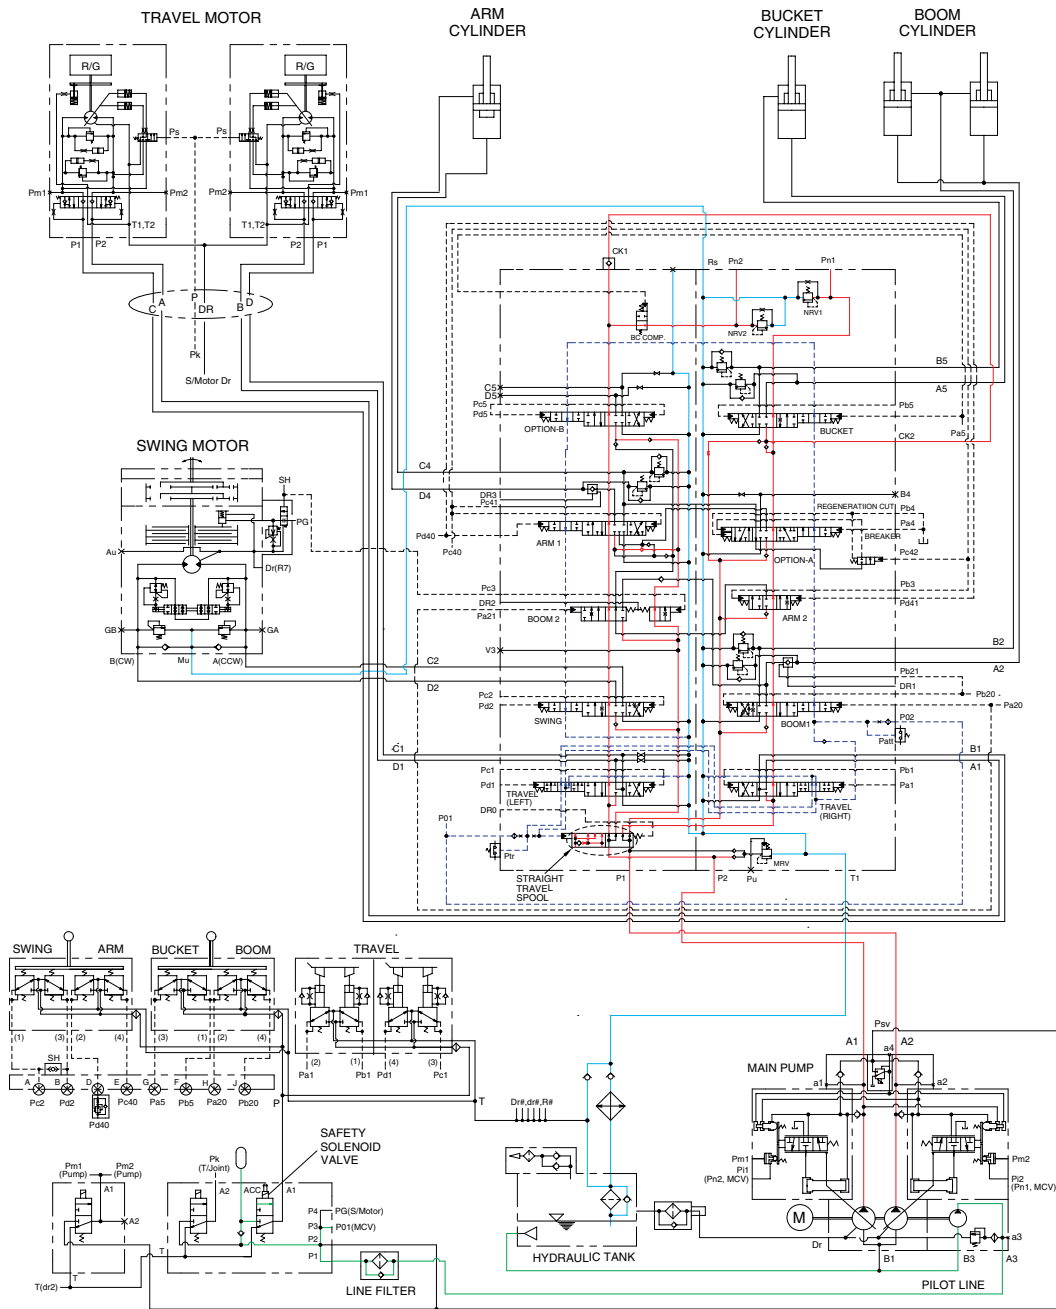 TRAVEL MOTOR
ARM
CYLINDER
BUCKET
CYLINDER
BOOM
CYLINDER
R/G
R/G
Ps
Ps
Pm1
Pm2
Pm2
Pm1
T1,T2
T1,T2
P1
P2
P2
P1
C
A
P
DR
B
D
Pk
S/Motor Dr
CK1
Rs
Pn2
Pn1
NRV1
NRV2
BC COMP.
B5
A5
C5
D5
Pc5
Pd5
OPTION-B
Pb5
BUCKET
Pa5
CK2
SWING MOTOR
SH
PG
Au
Dr(R7)
GB
GA
B(CW)
Mu
A(CCW)
C4
D4
DR3
Pc41
B4
REGENERATIION CUT
Pb4
Pa4
BREAKER
Pd40
Pc40
ARM 1
OPTION-A
Pc42
Pc3
DR2
Pa21
BOOM 2
Pb3
Pd41
ARM 2
V3
B2
A2
C2
D2
Pb21
DR1
Pc2
Pd2
SWING
Pb20
Pa20
BOOM1
P02
Patt
C1
D1
B1
A1
Pc1
Pd1
TRAVEL
(LEFT)
Pb1
Pa1
TRAVEL
(RIGHT)
DR0
P01
Ptr
MRV
STRAIGHT
TRAVEL
SPOOL
P1
P2
Pu
T1
SWING
ARM
BUCKET
BOOM
TRAVEL
(1)
(3)
(2)
(4)
(3)
(1)
(2)
(4)
(2)
(1)
(4)
(3)
Pa1
Pb1
Pd1
Pc1
SH
A
B
D
E
G
F
H
J
P
T
Pc2
Pd2
Pd40
Pc40
Pa5
Pb5
Pa20
Pb20
Dr#,dr#,R#
Psv
A1
A2
a4
MAIN PUMP
a1
a2
Pm1
Pi1
(Pn2, MCV)
Pm2
Pi2
(Pn1, MCV)
M
Dr
B1
B3
A3
a3
PILOT LINE
SAFETY
SOLENOID
VALVE
Pm1
(Pump)
Pm2
(Pump)
A1
A2
T
T(dr2)
Pk
(T/Joint)
A2
ACC
A1
P4
PG(S/Motor)
P3
P01(MCV)
P2
P1
T
LINE FILTER
HYDRAULIC TANK